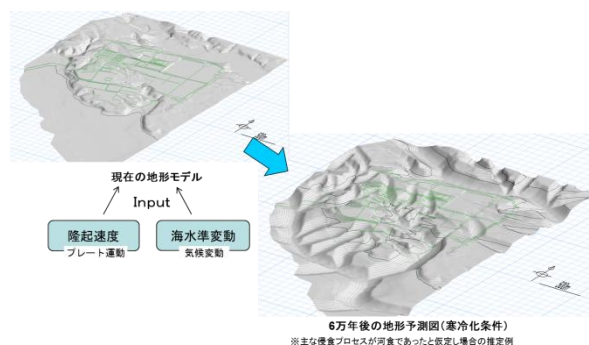 現在の地形モデル
Input
隆起速度
プレート運動
海水準変動
気候変動
6万年後の地形予測図(寒冷化条件)
※主な侵食プロセスが河食であったと仮定し場合の推定例